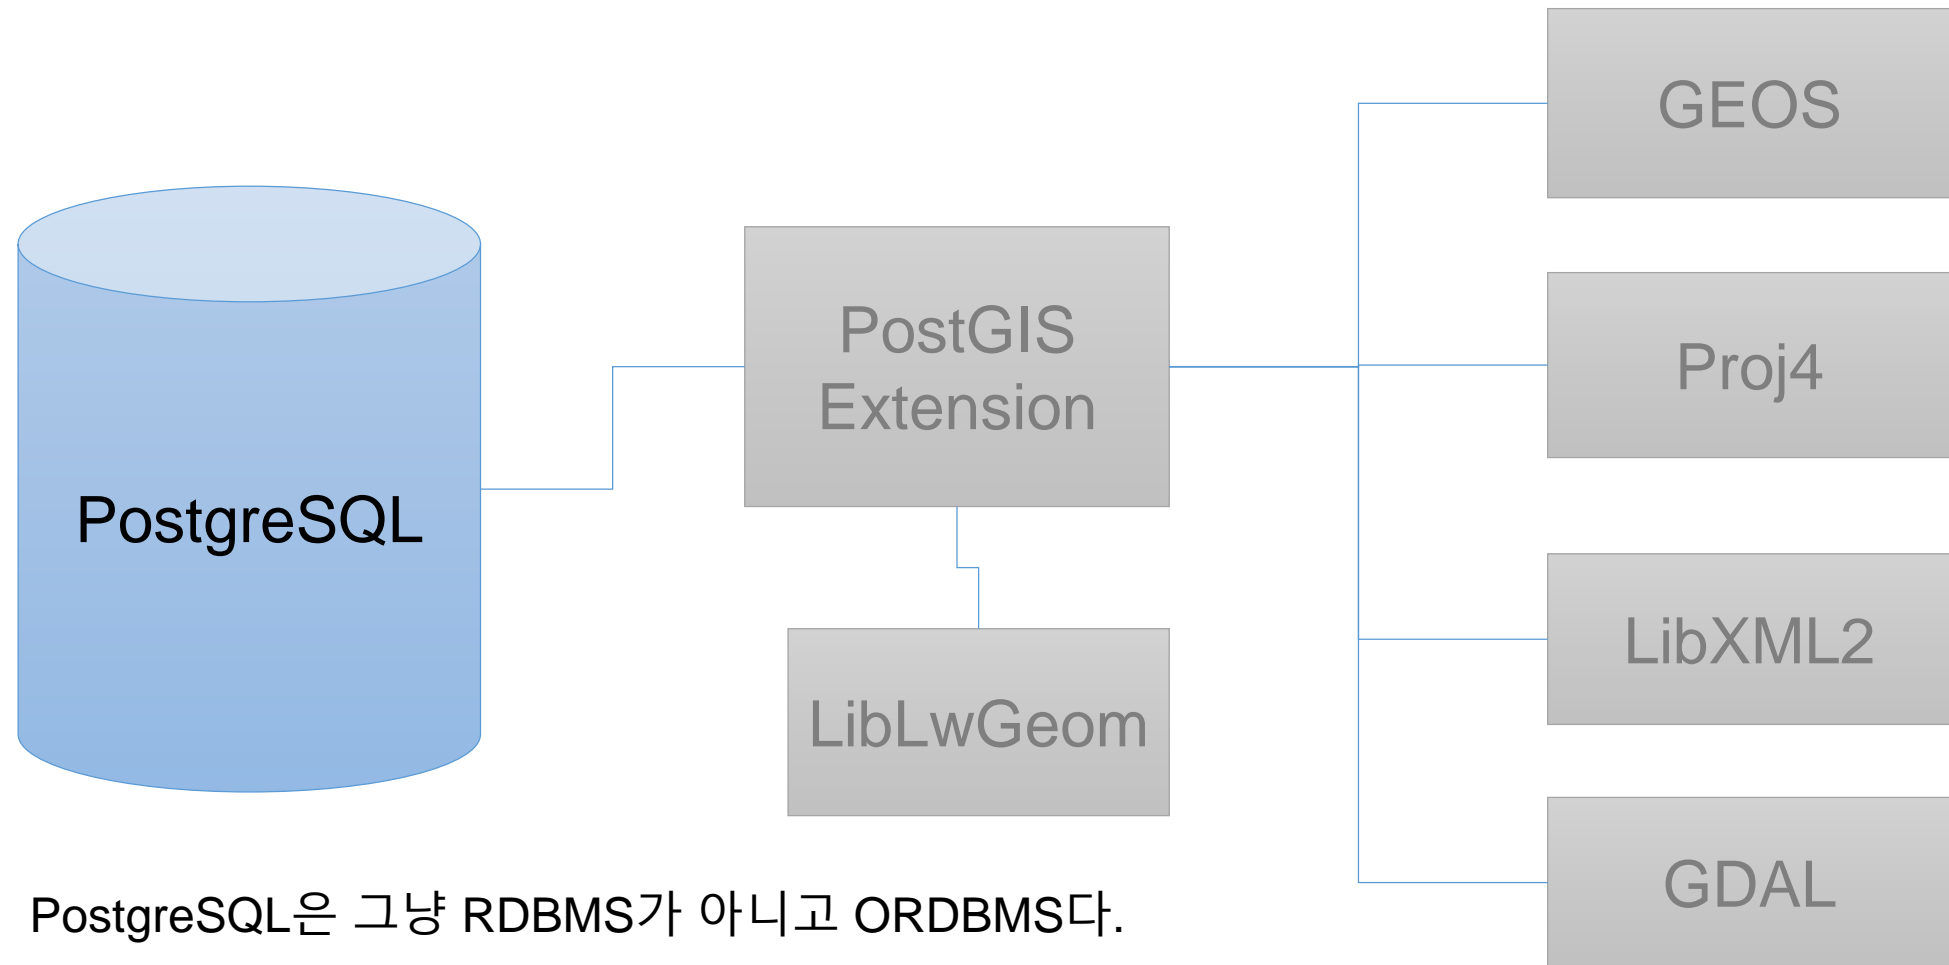 PostgreSQL
PostGIS
Extension
LibLwGeom
GEOS
Proj4
LibXML2
GDAL
PostgreSQL은 그냥 RDBMS가 아니고 ORDBMS다.